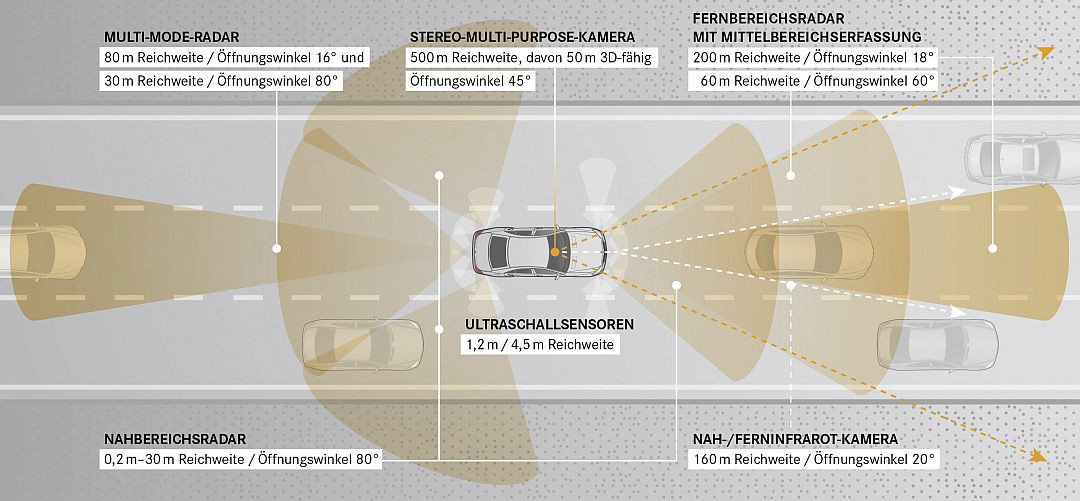 MULTI-MODE-RADAR
80 m Reichweite / Öffnungswinkel 16° und
30 m Reichweite / Öffnungswinkel 80°
STEREO-MULTI-PURPOSE-KAMERA
500 m Reichweite, davon 50 m 3D-fähig
Öffnungswinkel 45°
FERNBEREICHSRADAR
MIT MITTELBEREICHSERFASSUNG
200 m Reichweite / Öffnungswinkel 18°
60 m Reichweite / Öffnungswinkel 60°
ULTRASCHALLSENSOREN
1,2 m / 4,5 m Reichweite
NAHBEREICHSRADAR
0,2 m–30 m Reichweite / Öffnungswinkel 80°
NAH-/FERNINFRAROT-KAMERA
160 m Reichweite / Öffnungswinkel 20°